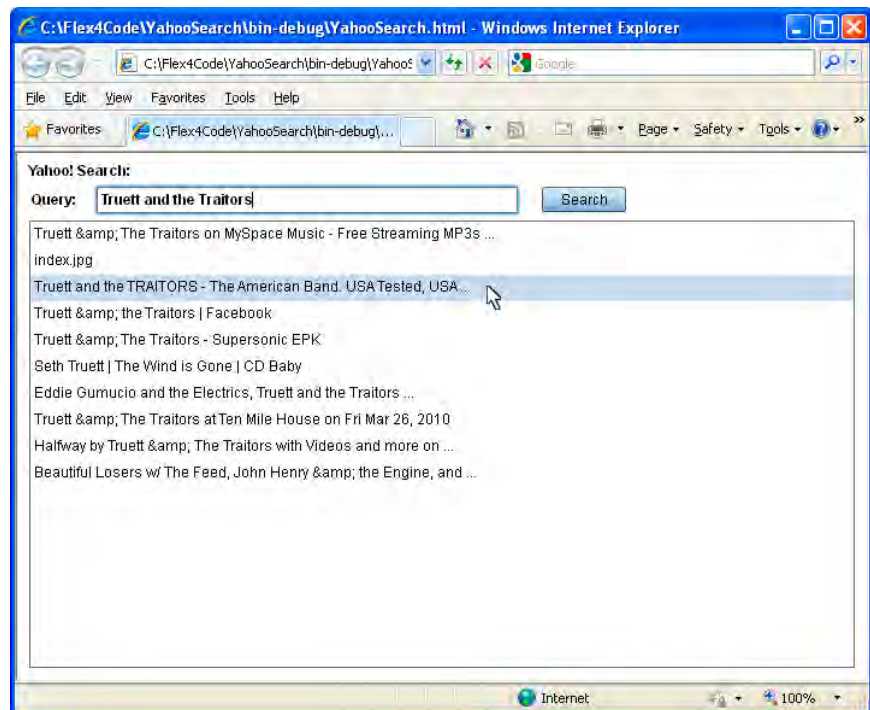 C:\Flex4Code\YahooSearch\bin-debug\YahooSearch.html - Windows Internet Explorer
C:\Flex4Code\YahooSearch\bin-debug\YahooS Google
File Edit View Favorites Tools Help
Favorites C:\Flex4Code\YahooSearch\bin-debug\... Page Safety Tools »
Yahoo! Search:
Query: Truett and the Traitors Search
Truett &amp; The Traitors on MySpace Music - Free Streaming MP3s ...
index.jpg
Truett and the TRAITORS - The American Band. USA Tested, USA...
Truett &amp; the Traitors | Facebook
Truett &amp; The Traitors - Supersonic EPK
Seth Truett | The Wind is Gone | CD Baby
Eddie Gumucio and the Electrics, Truett and the Traitors ...
Truett &amp; The Traitors at Ten Mile House on Fri Mar 26, 2010
Halfway by Truett &amp; The Traitors with Videos and more on ...
Beautiful Losers w/ The Feed, John Henry &amp; the Engine, and ...
Internet 100%